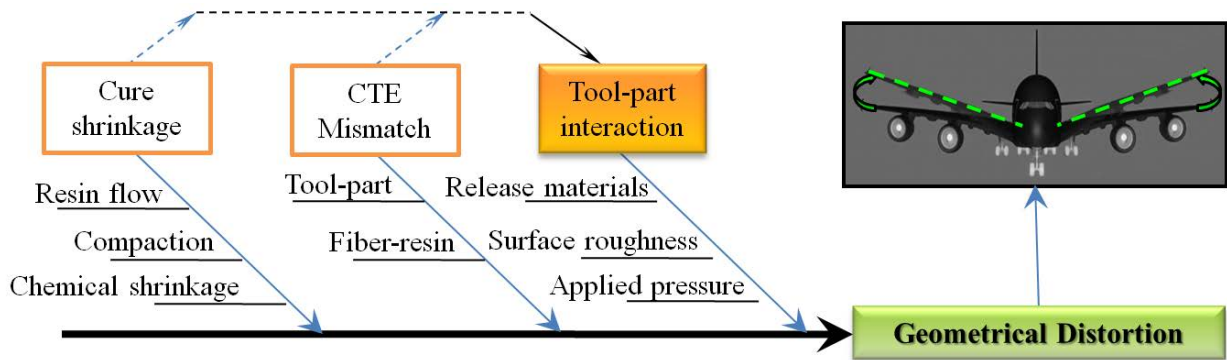 Cure
shrinkage
CTE
Mismatch
Tool-part
interaction
Resin flow
Compaction
Chemical shrinkage
Tool-part
Fiber-resin
Release materials
Surface roughness
Applied pressure
Geometrical Distortion